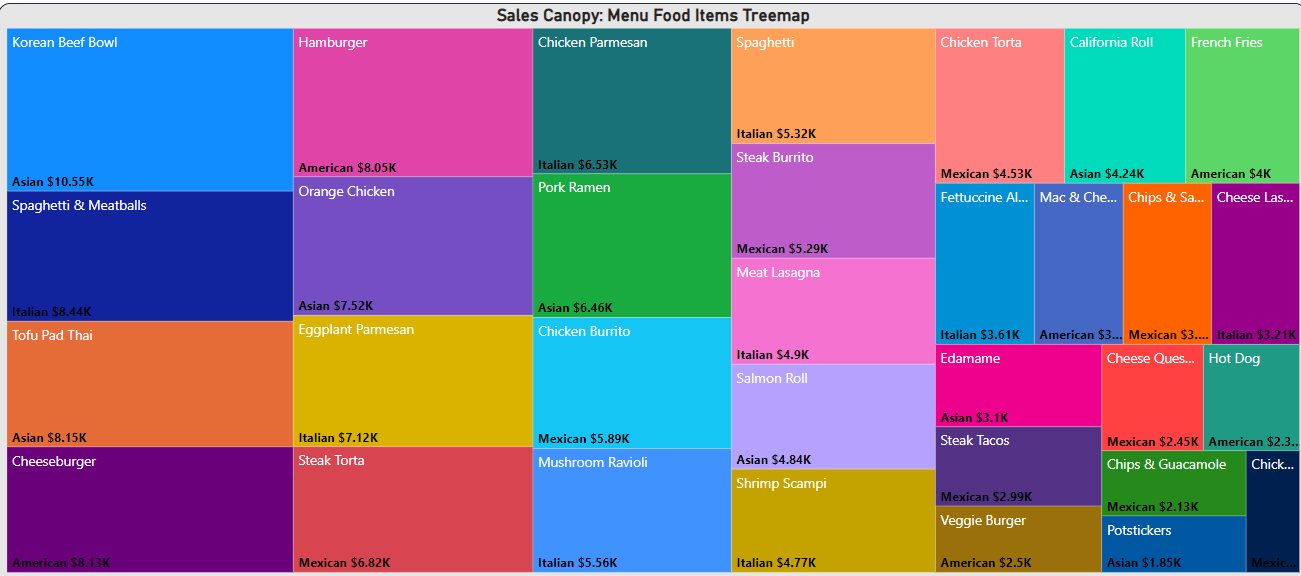 Sales Canopy: Menu Food Items Treemap
Korean Beef Bowl
Asian $10.55K
Spaghetti & Meatballs
Italian $8.44K
Tofu Pad Thai
Asian $8.15K
Cheeseburger
American $8.13K
Hamburger
American $8.05K
Orange Chicken
Asian $7.52K
Eggplant Parmesan
Italian $7.12K
Steak Torta
Mexican $6.82K
Chicken Parmesan
Italian $6.53K
Pork Ramen
Asian $6.46K
Chicken Burrito
Mexican $5.89K
Mushroom Ravioli
Italian $5.56K
Spaghetti
Italian $5.32K
Steak Burrito
Mexican $5.29K
Meat Lasagna
Italian $4.9K
Salmon Roll
Asian $4.84K
Shrimp Scampi
Italian $4.77K
Chicken Torta
Mexican $4.53K
California Roll
Asian $4.24K
French Fries
American $4K
Fettuccine Al...
Italian $3.61K
Mac & Che...
American $3...
Chips & Sa...
Mexican $3....
Cheese Las...
Italian $3.21K
Edamame
Asian $3.1K
Steak Tacos
Mexican $2.99K
Veggie Burger
American $2.5K
Cheese Ques...
Mexican $2.45K
Hot Dog
American $2.3...
Chips & Guacamole
Mexican $2.13K
Potstickers
Asian $1.85K
Chick...
Mexic...